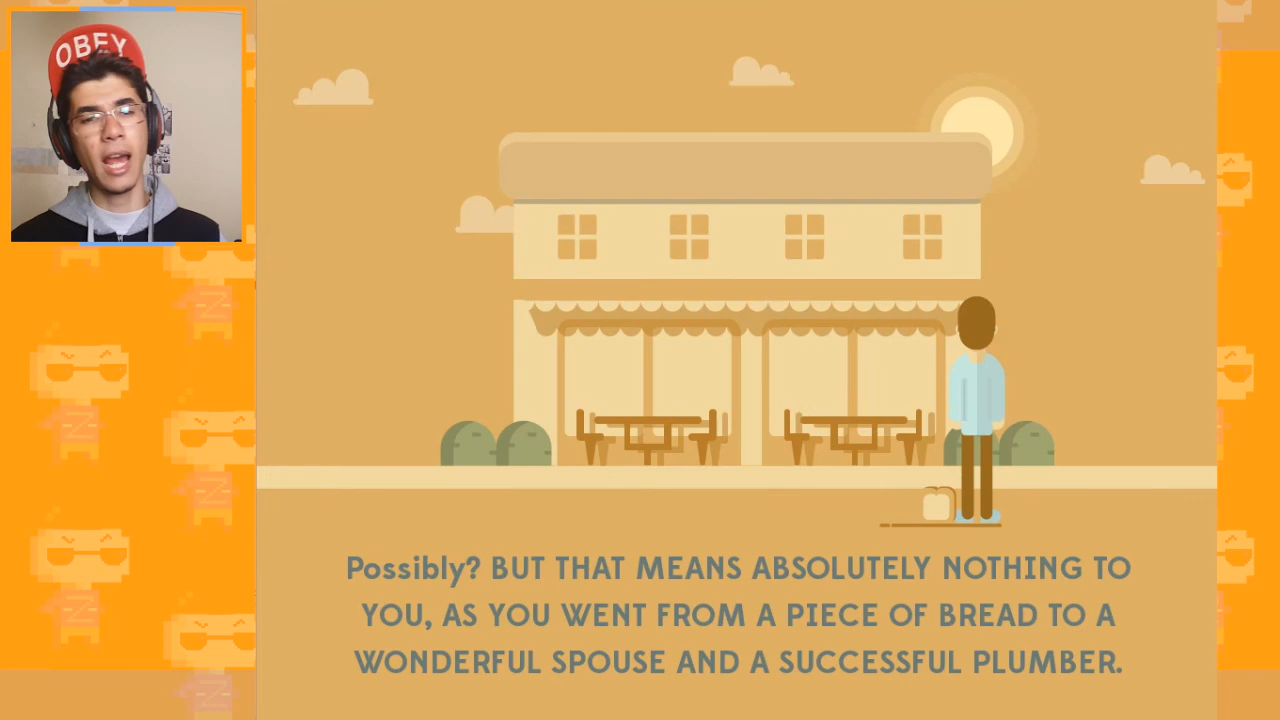 OBEY
Possibly? BUT THAT MEANS ABSOLUTELY NOTHING TO
YOU, AS YOU WENT FROM A PIECE OF BREAD TO A
WONDERFUL SPOUSE AND A SUCCESSFUL PLUMBER.